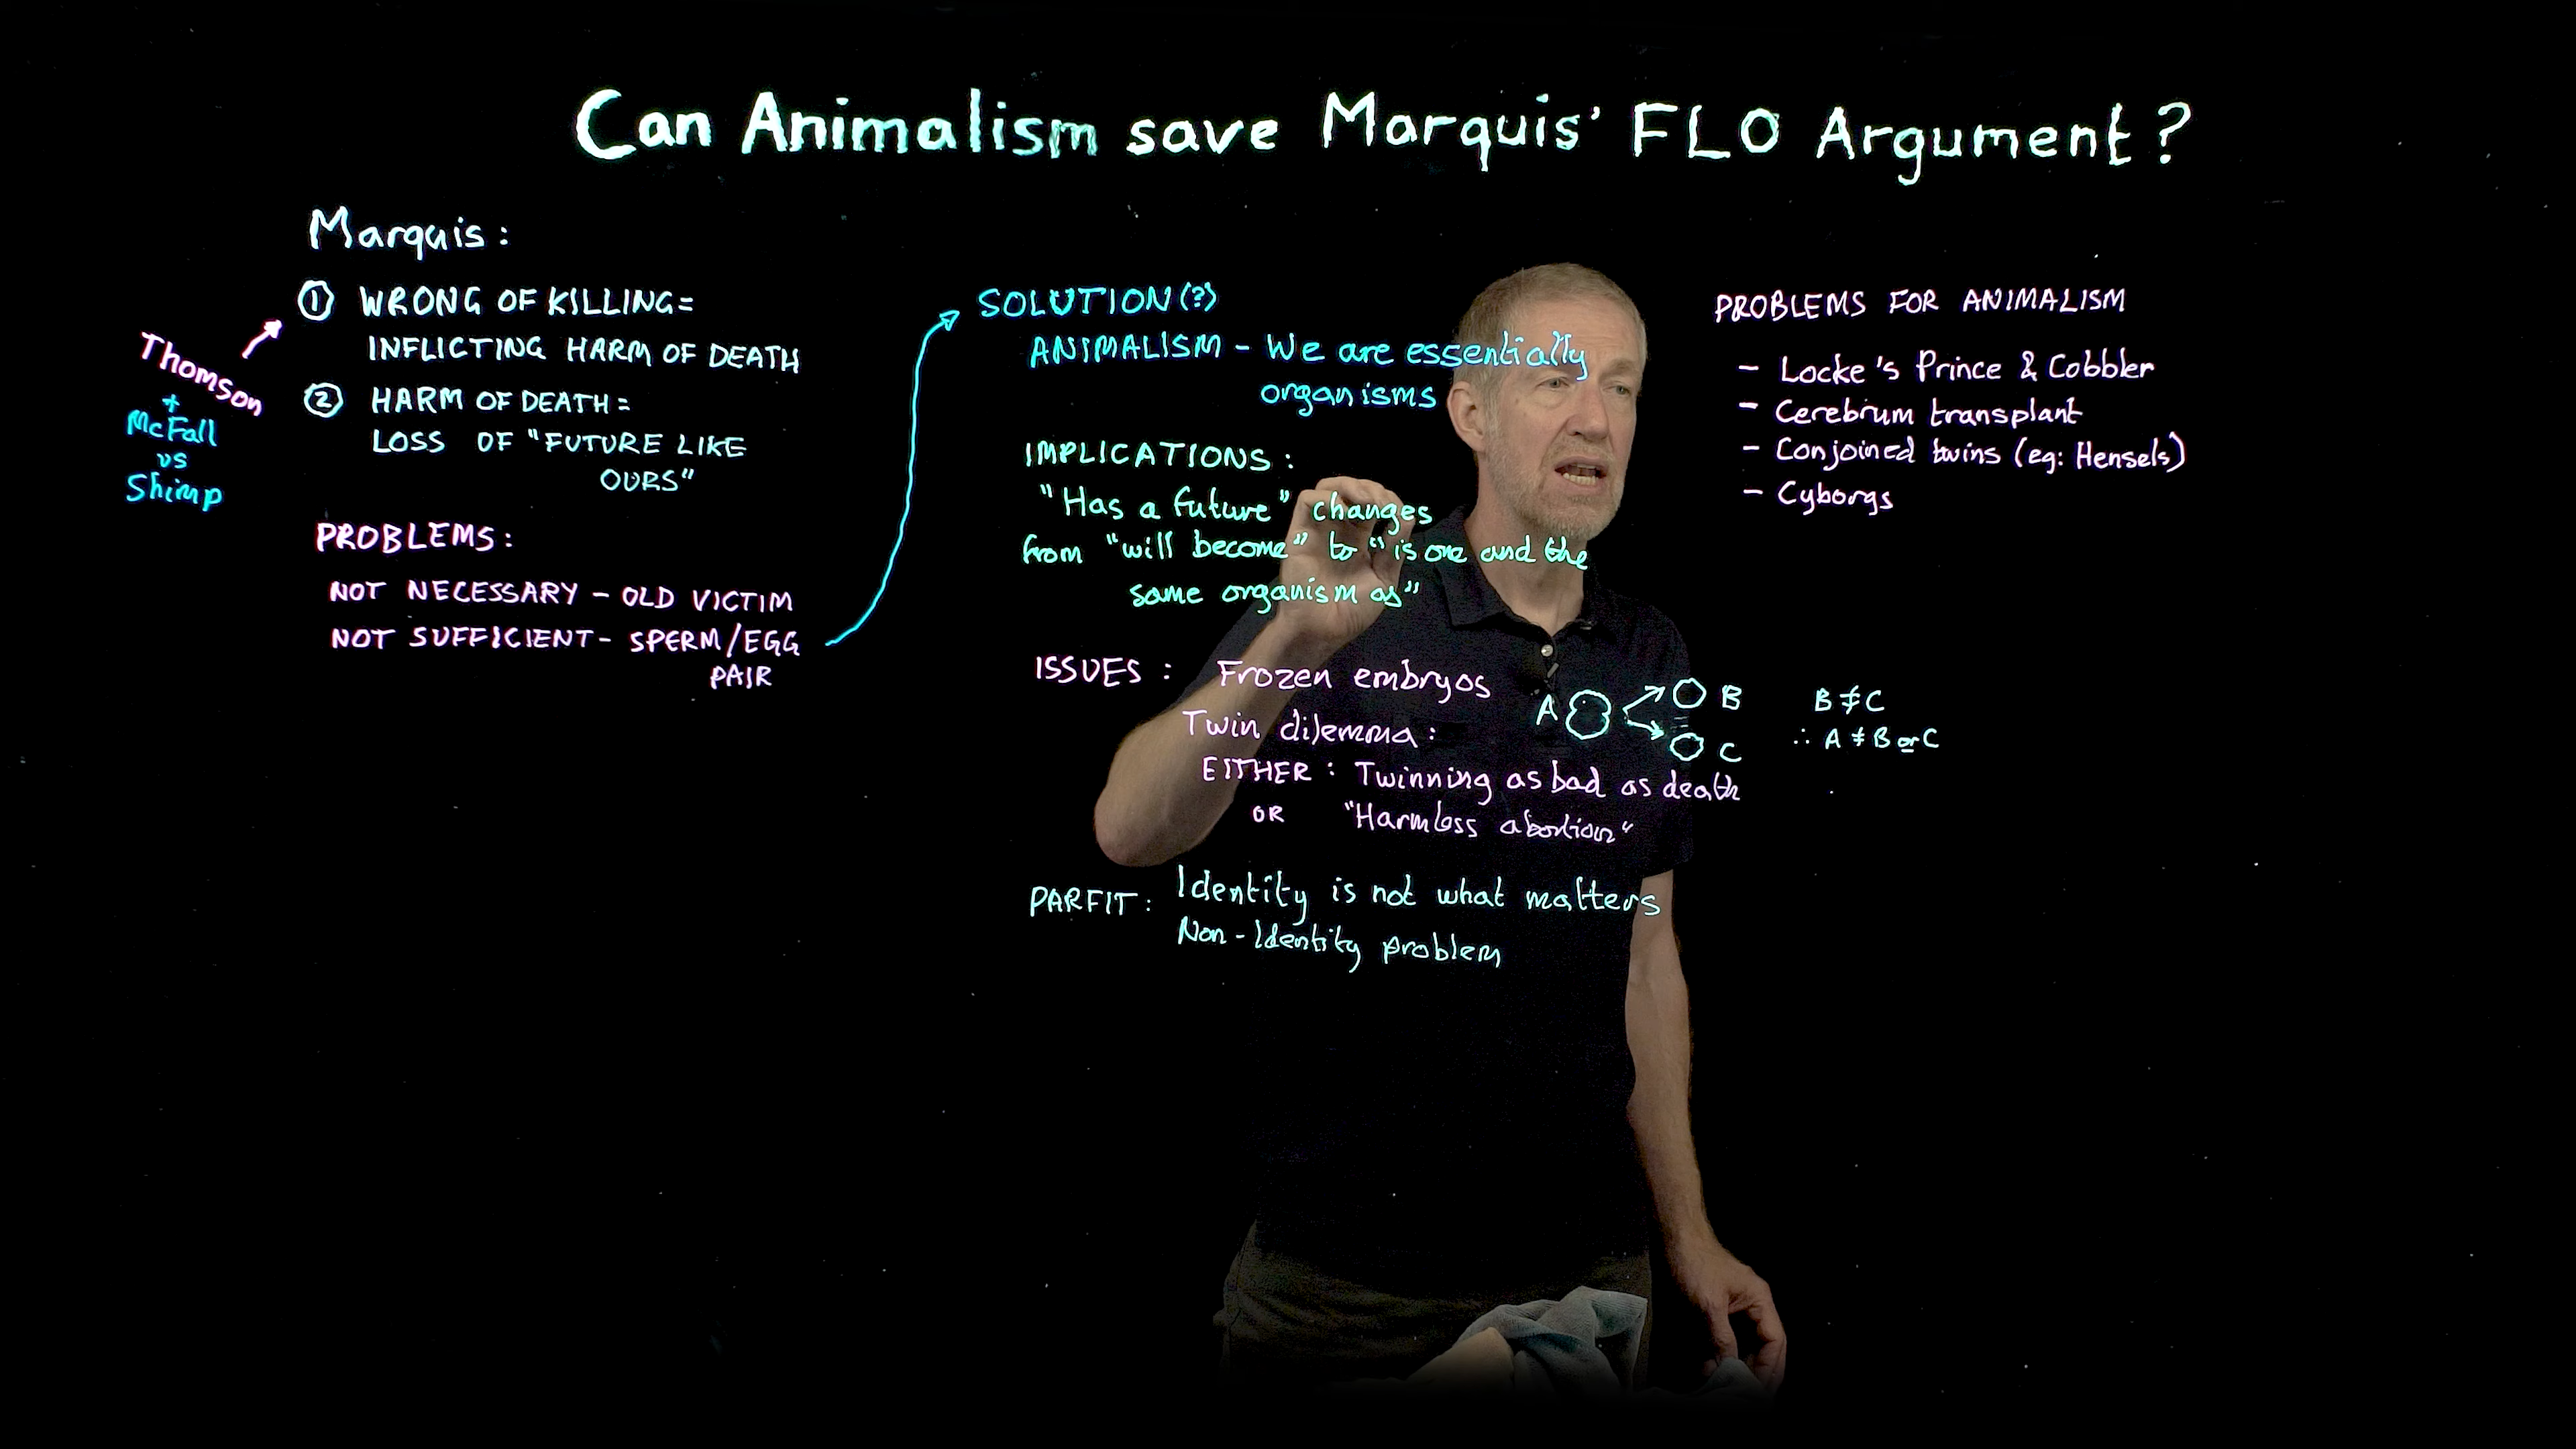 Can Animalism save Marquis' FLO Argument?
Marquis:
① WRONG OF KILLING =
INFLICTING HARM OF DEATH
② HARM OF DEATH =
LOSS OF "FUTURE LIKE
OURS"
Thomson
+
McFall
vs
Shimp
PROBLEMS:
NOT NECESSARY - OLD VICTIM
NOT SUFFICIENT - SPERM/EGG
PAIR
SOLUTION (?)
ANIMALISM - We are essentially
organisms
IMPLICATIONS:
"Has a future" changes
from "will become" to "is one and the
same organism as"
ISSUES: Frozen embryos
Twin dilemma:
EITHER: Twinning as bad as death
OR "Harmless abortion"
A B
C
B ≠ C
∴ A ≠ B or C
PARFIT: Identity is not what matters
Non-Identity problem
PROBLEMS FOR ANIMALISM
- Locke's Prince & Cobbler
- Cerebrum transplant
- Conjoined twins (eg: Hensels)
- Cyborgs